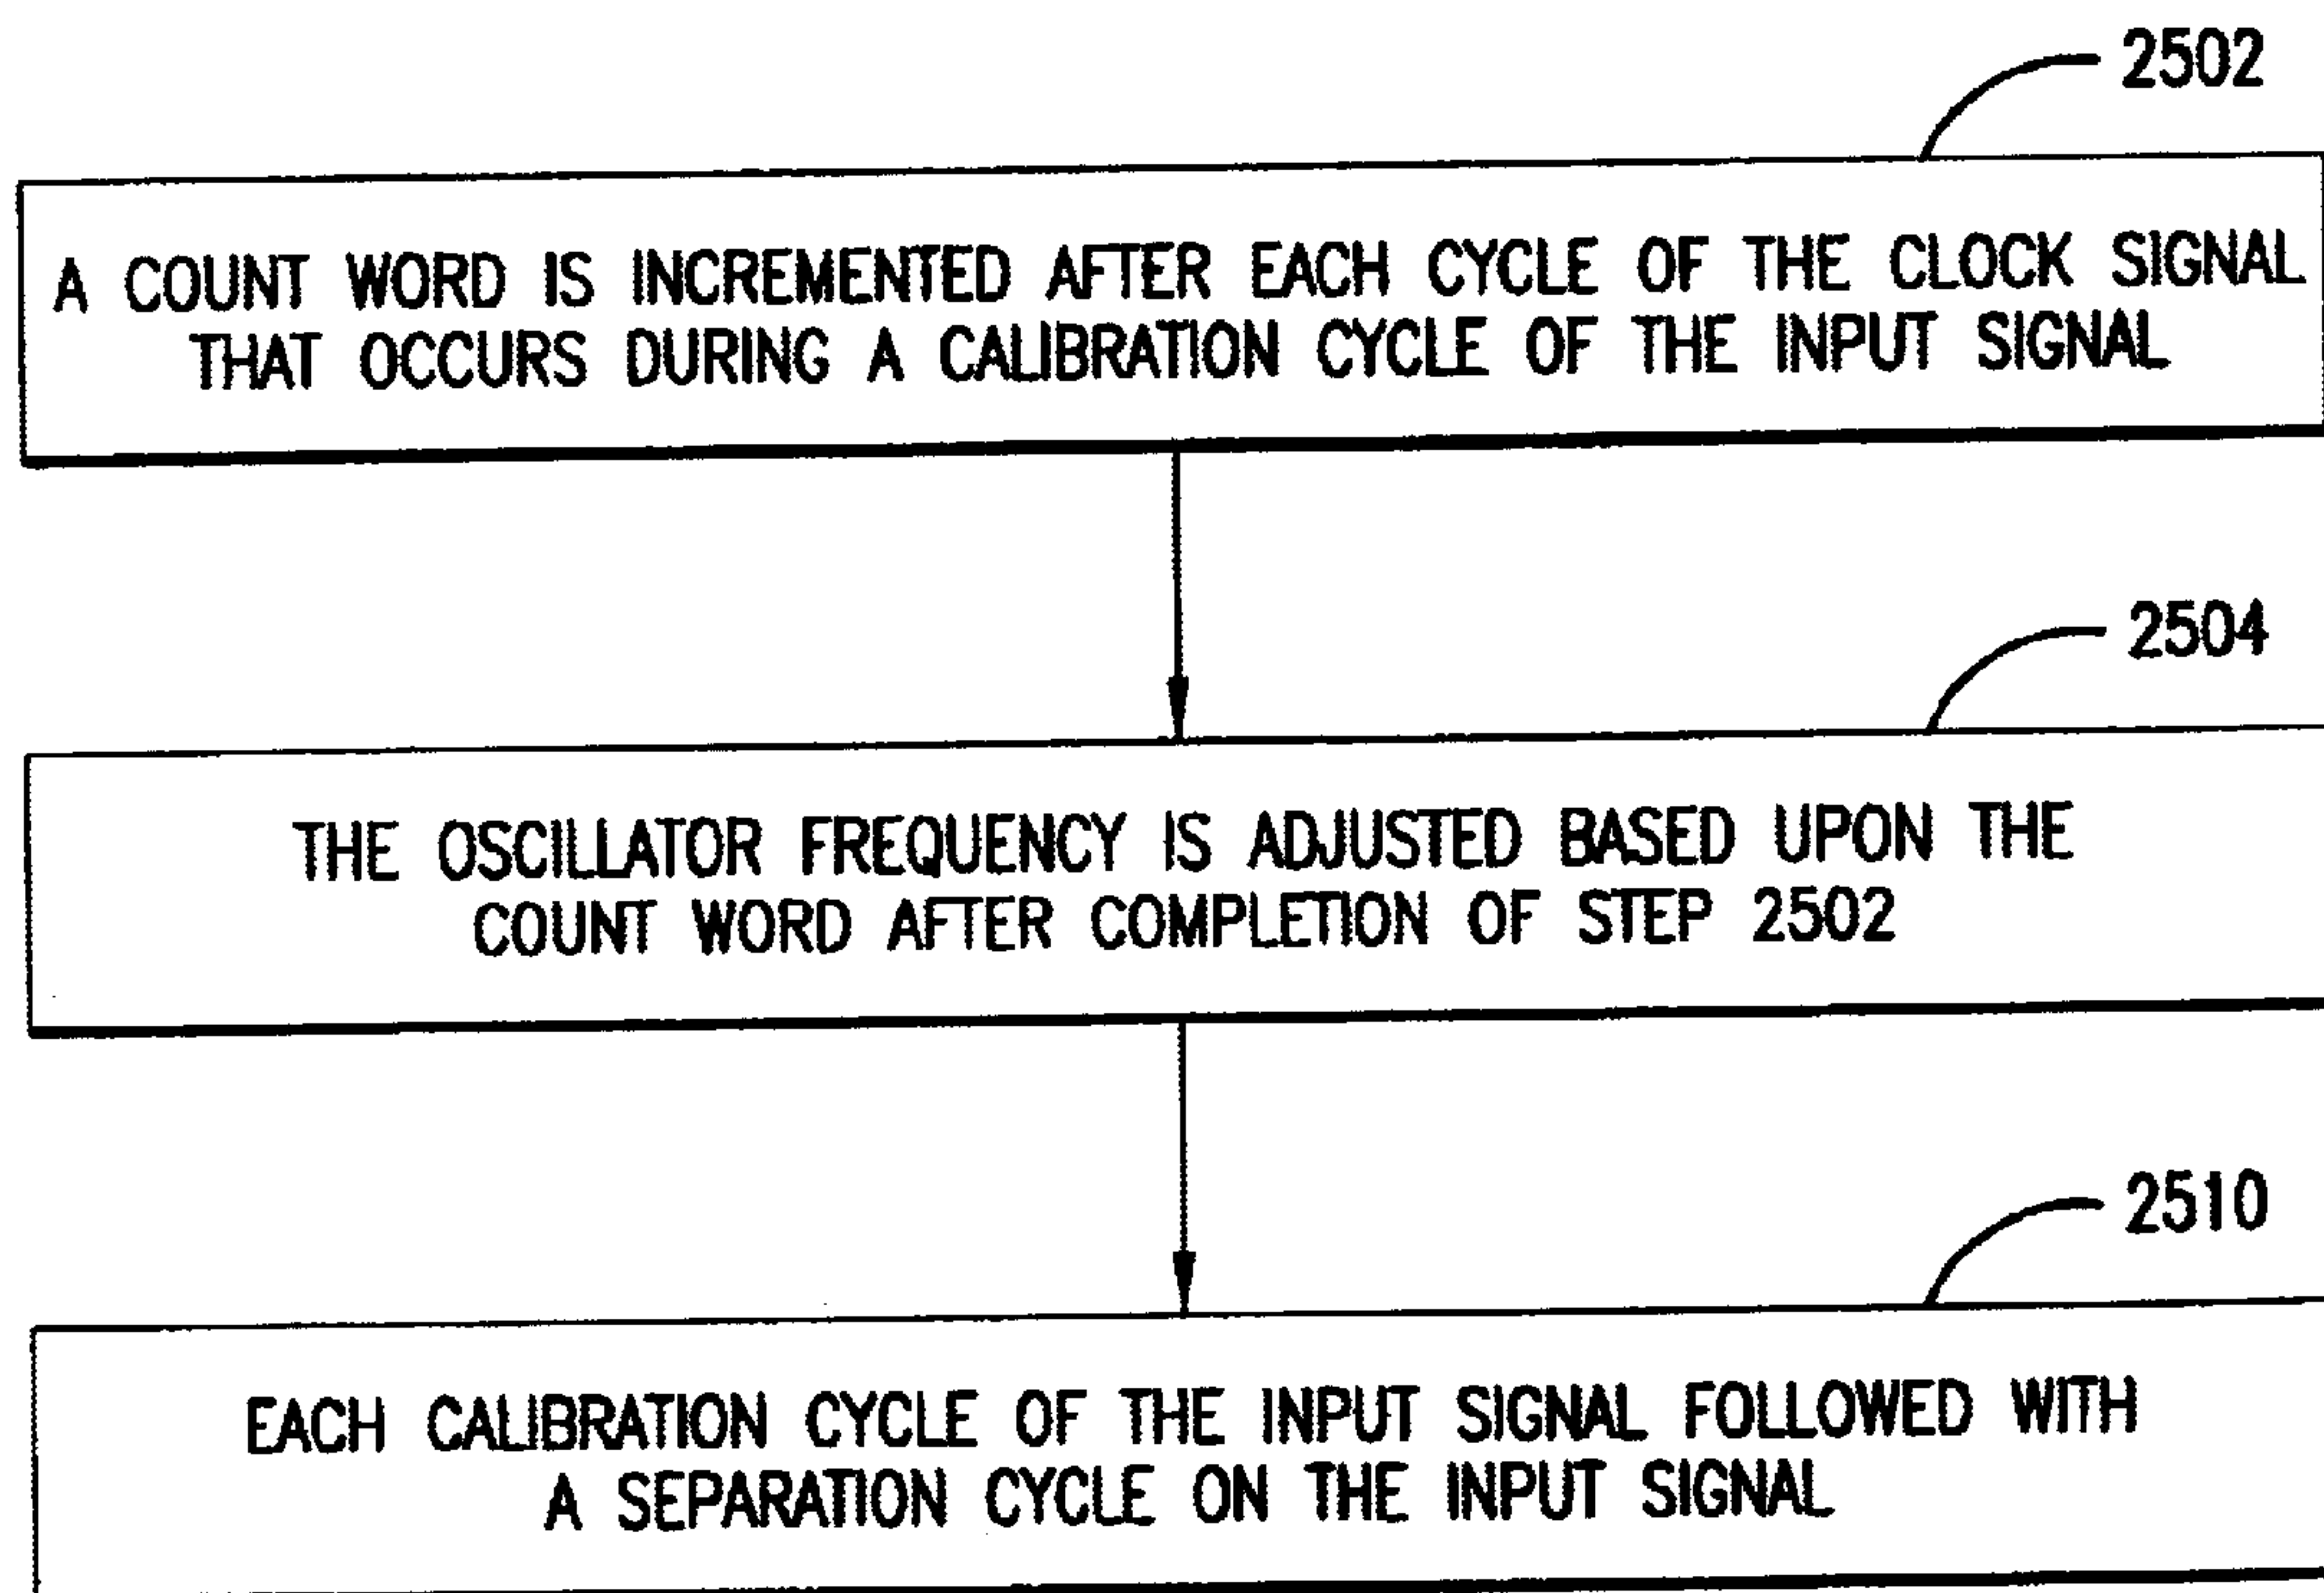 2502
A COUNT WORD IS INCREMENTED AFTER EACH CYCLE OF THE CLOCK SIGNAL
THAT OCCURS DURING A CALIBRATION CYCLE OF THE INPUT SIGNAL
2504
THE OSCILLATOR FREQUENCY IS ADJUSTED BASED UPON THE
COUNT WORD AFTER COMPLETION OF STEP 2502
2510
EACH CALIBRATION CYCLE OF THE INPUT SIGNAL FOLLOWED WITH
A SEPARATION CYCLE ON THE INPUT SIGNAL